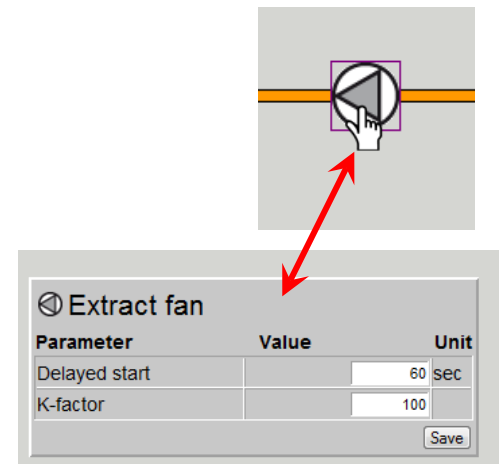 Extract fan
Parameter Value Unit
Delayed start 60 sec
K-factor 100
Save